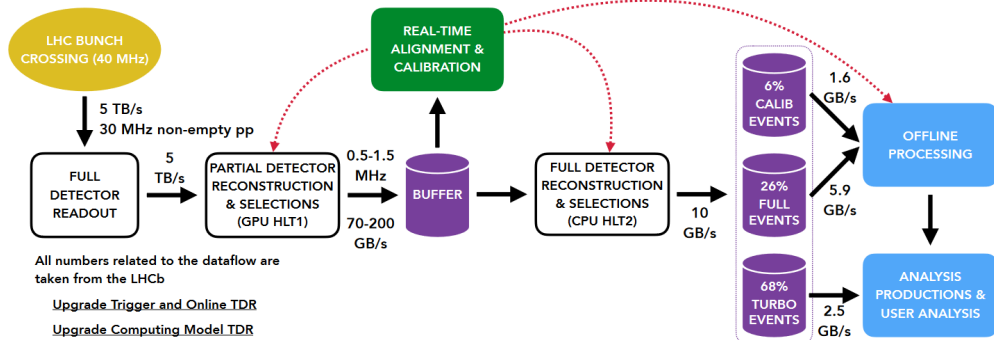 LHC BUNCH
CROSSING (40 MHz)
5 TB/s
30 MHz non-empty pp
FULL
DETECTOR
READOUT
5
TB/s
PARTIAL DETECTOR
RECONSTRUCTION
& SELECTIONS
(GPU HLT1)
0.5-1.5
MHz
70-200
GB/s
REAL-TIME
ALIGNMENT &
CALIBRATION
BUFFER
FULL DETECTOR
RECONSTRUCTION
& SELECTIONS
(CPU HLT2)
10
GB/s
6%
CALIB
EVENTS
26%
FULL
EVENTS
68%
TURBO
EVENTS
1.6
GB/s
5.9
GB/s
2.5
GB/s
OFFLINE
PROCESSING
ANALYSIS
PRODUCTIONS &
USER ANALYSIS
All numbers related to the dataflow are
taken from the LHCb
Upgrade Trigger and Online TDR
Upgrade Computing Model TDR